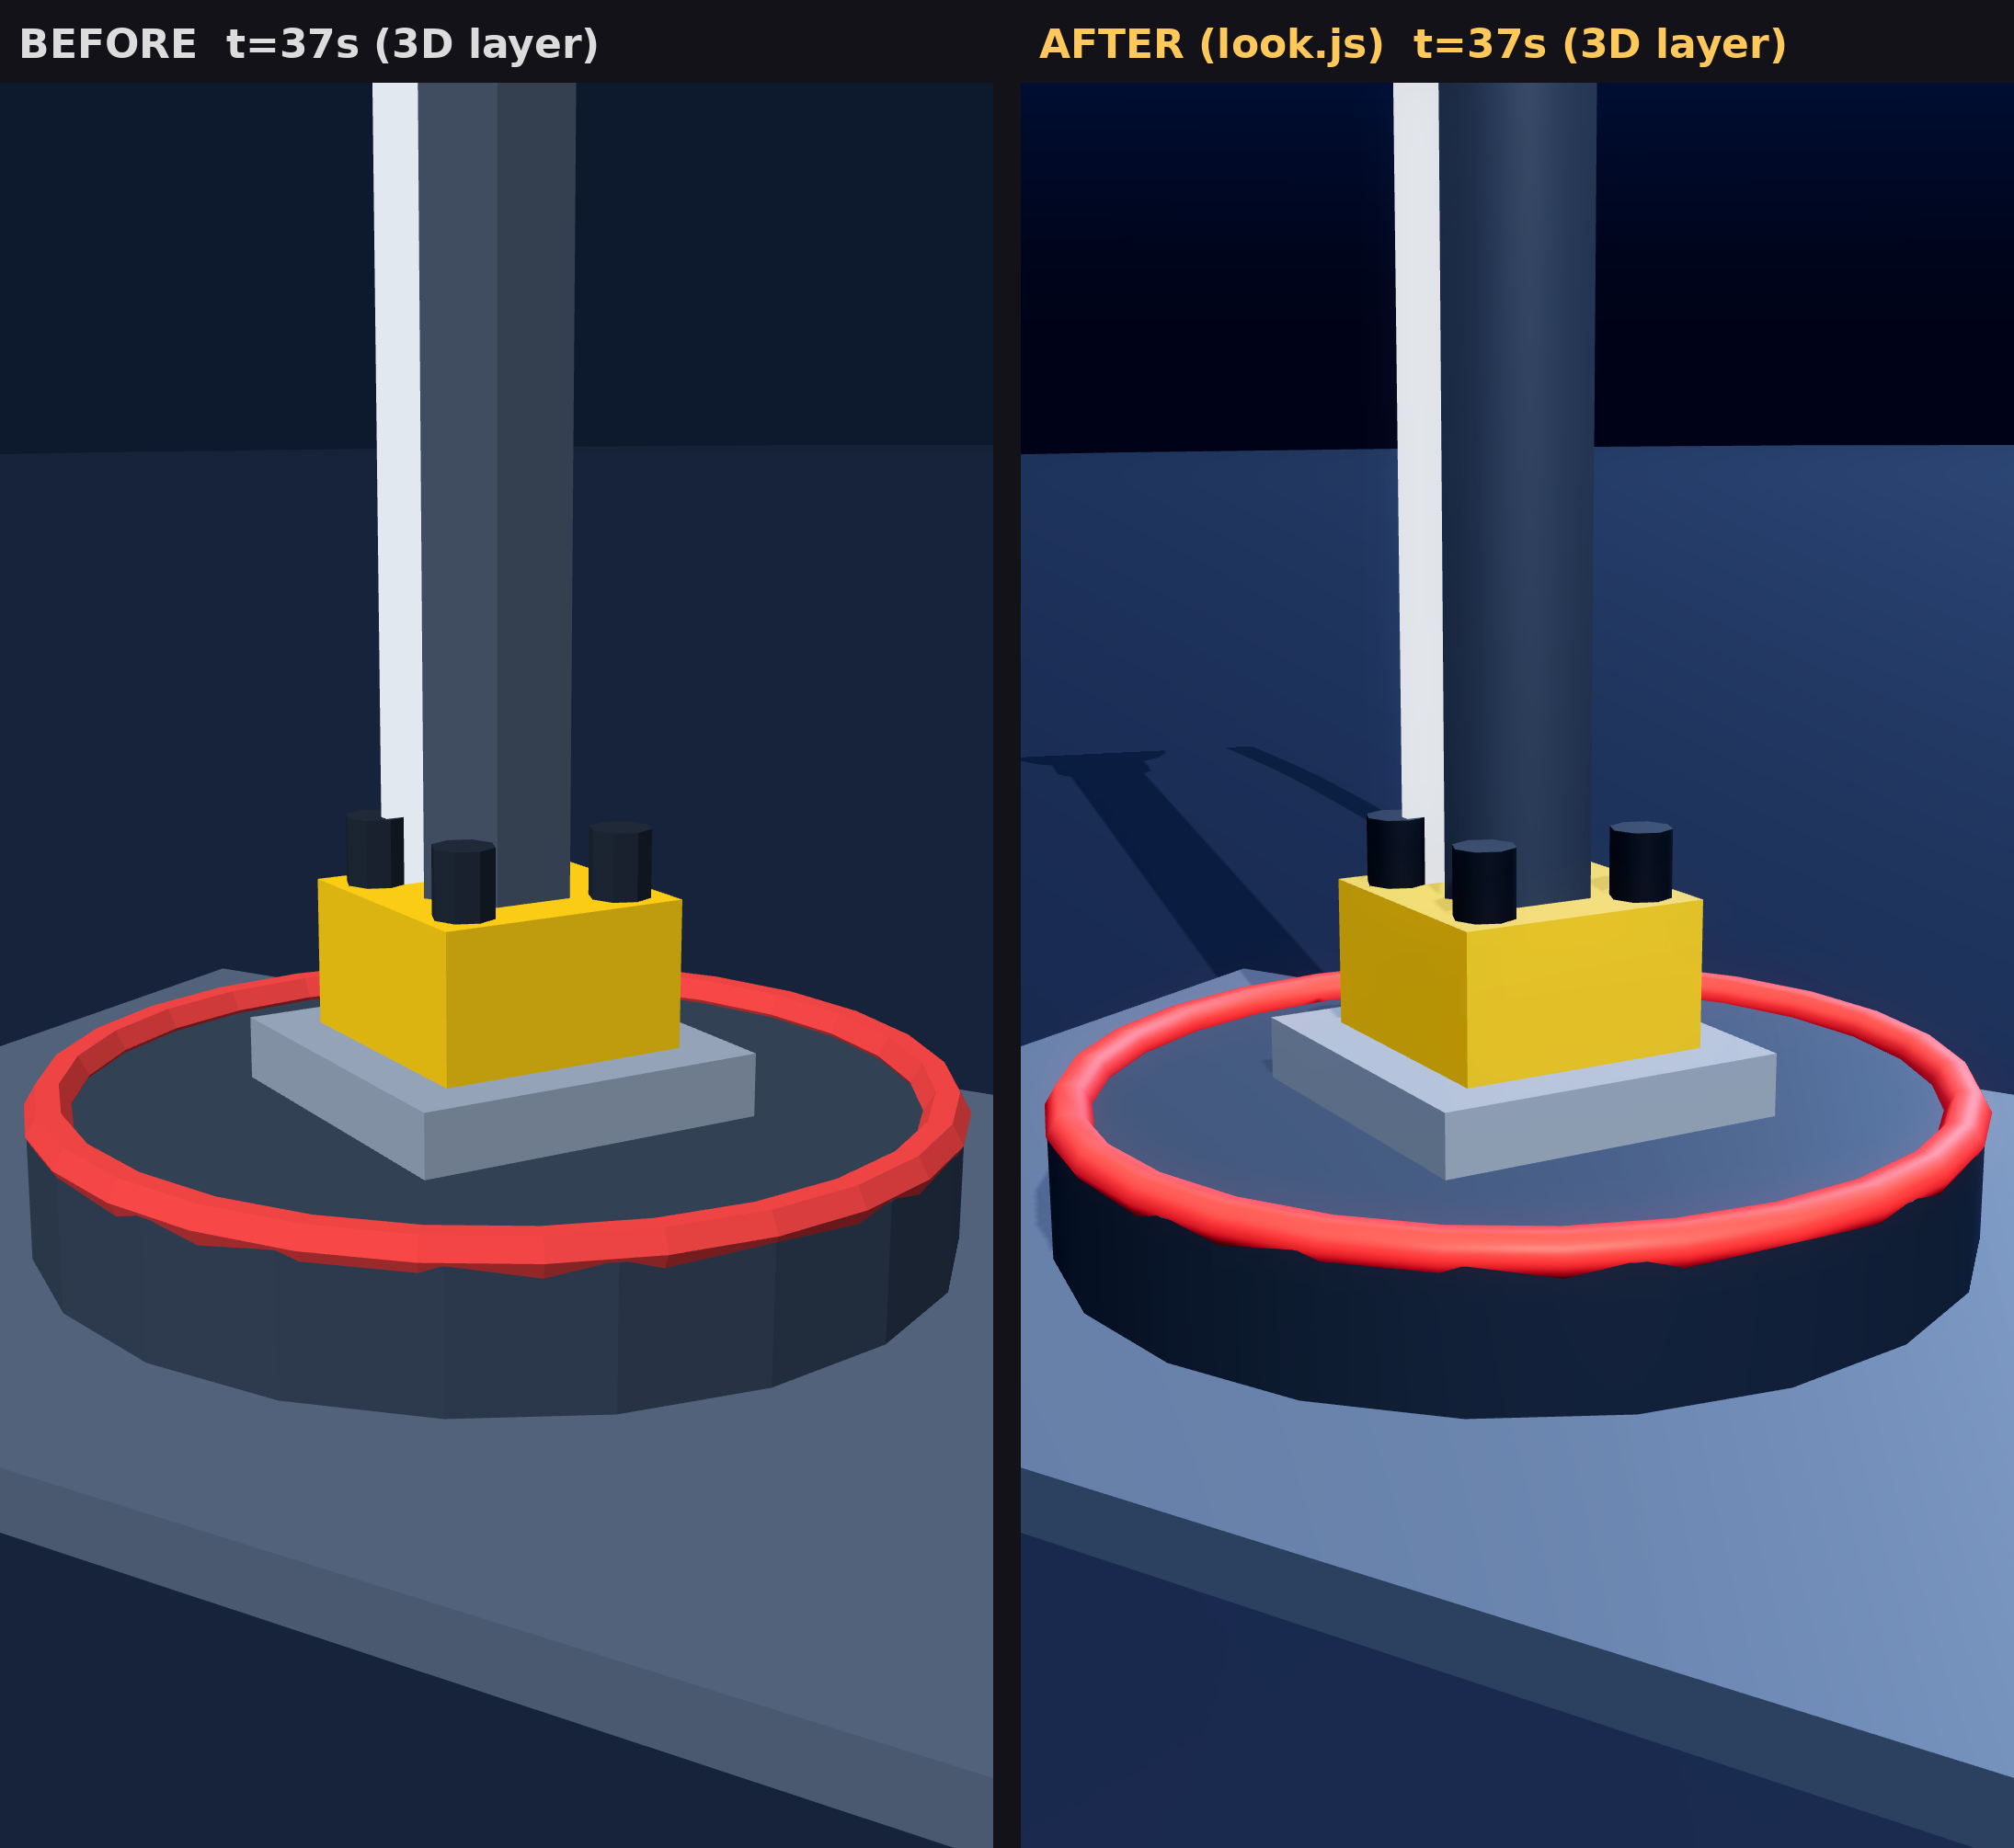 BEFORE t=37s (3D layer)
AFTER (look.js) t=37s (3D layer)